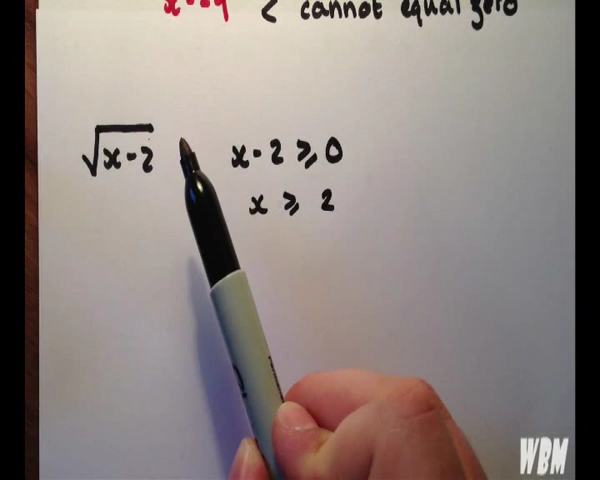 < cannot equal zero
√x-2 x-2 ≥ 0
x ≥ 2
WBM